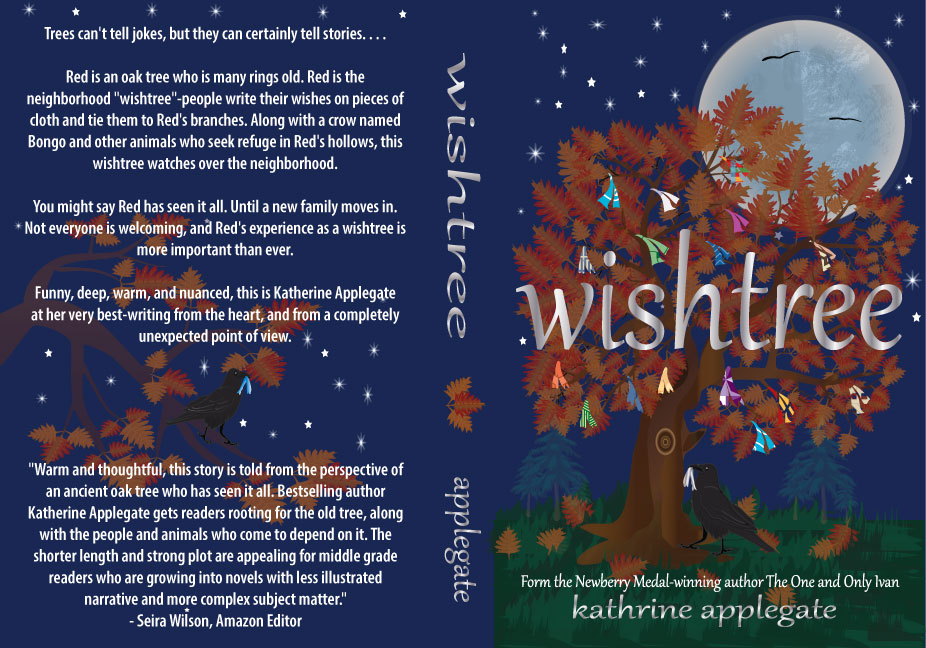 Trees can't tell jokes, but they can certainly tell stories. . . .
Red is an oak tree who is many rings old. Red is the
neighborhood "wishtree"-people write their wishes on pieces of
cloth and tie them to Red's branches. Along with a crow named
Bongo and other animals who seek refuge in Red's hollows, this
wishtree watches over the neighborhood.
You might say Red has seen it all. Until a new family moves in.
Not everyone is welcoming, and Red's experience as a wishtree is
more important than ever.
Funny, deep, warm, and nuanced, this is Katherine Applegate
at her very best-writing from the heart, and from a completely
unexpected point of view.
"Warm and thoughtful, this story is told from the perspective of
an ancient oak tree who has seen it all. Bestselling author
Katherine Applegate gets readers rooting for the old tree, along
with the people and animals who come to depend on it. The
shorter length and strong plot are appealing for middle grade
readers who are growing into novels with less illustrated
narrative and more complex subject matter."
- Seira Wilson, Amazon Editor
wishtree
applegate
wishtree
Form the Newberry Medal-winning author The One and Only Ivan
kathrine applegate